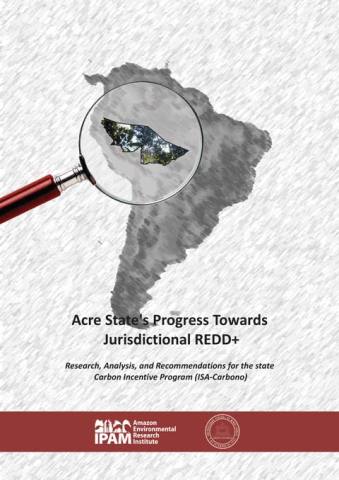 Acre State's Progress Towards
Jurisdictional REDD+
Research, Analysis, and Recommendations for the state
Carbon Incentive Program (ISA-Carbono)
IPAM
Amazon
Environmental
Research
Institute